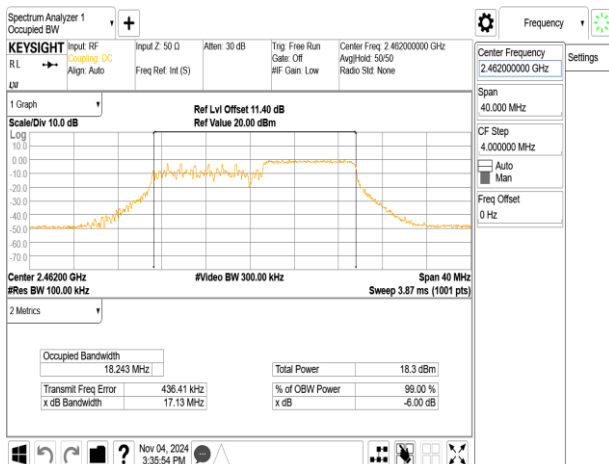 Spectrum Analyzer 1
Occupied BW
Frequency
KEYSIGHT Input: RF Input Z: 50 Ω Atten: 30 dB Trig: Free Run Center Freq: 2.462000000 GHz
RL Coupling: DC Gate: Off Avg|Hold: 50/50
Align: Auto Freq Ref: Int (S) #IF Gain: Low Radio Std: None
LXI
Center Frequency
2.462000000 GHz
Settings
Span
40.000 MHz
CF Step
4.000000 MHz
Auto
Man
Freq Offset
0 Hz
1 Graph
Ref Lvl Offset 11.40 dB
Scale/Div 10.0 dB Ref Value 20.00 dBm
Log
10.0
0.00
-10.0
-20.0
-30.0
-40.0
-50.0
-60.0
-70.0
Center 2.46200 GHz #Video BW 300.00 kHz Span 40 MHz
#Res BW 100.00 kHz Sweep 3.87 ms (1001 pts)
2 Metrics
Occupied Bandwidth
18.243 MHz Total Power 18.3 dBm
Transmit Freq Error 436.41 kHz % of OBW Power 99.00 %
x dB Bandwidth 17.13 MHz x dB -6.00 dB
Nov 04, 2024
3:35:54 PM